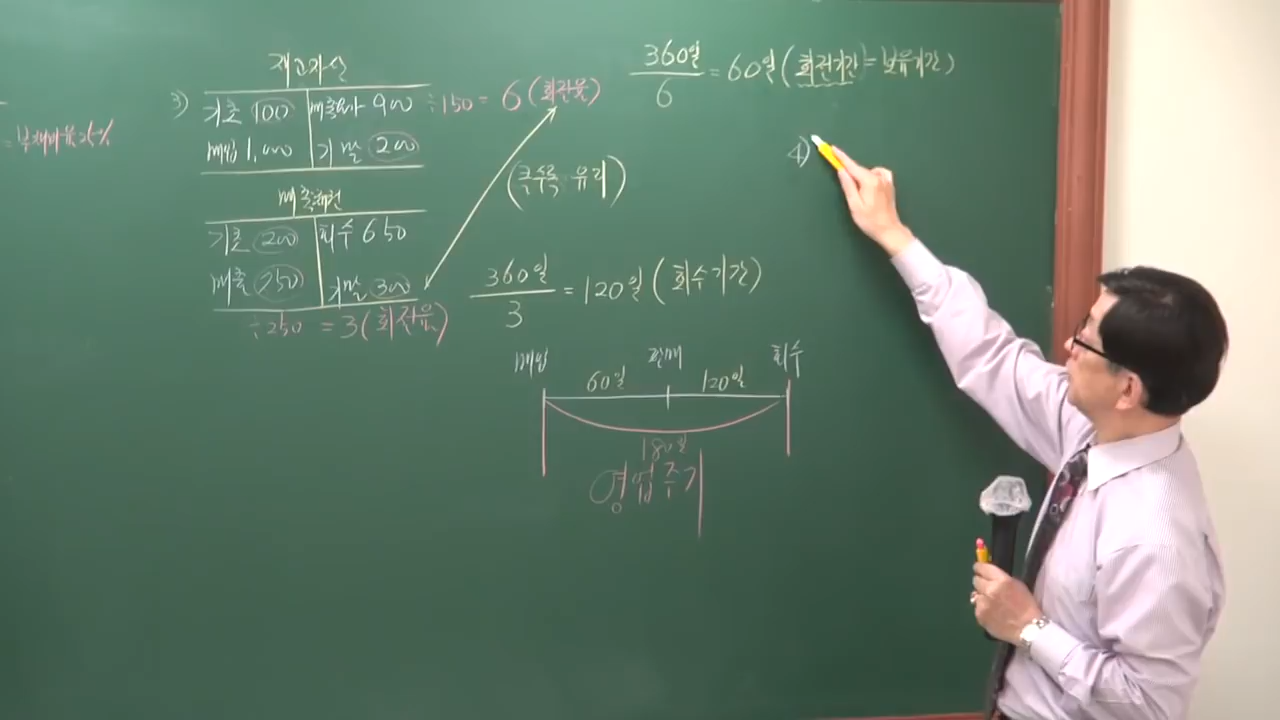 = 부채비율 2(-)%
3)
재고자산
기초 100 매출원가 900 ÷150 = 6 (회전율)
매입 1,000 기말 200
매출채권
기초 200 회수 650
매출 750 기말 300
÷250 = 3 (회전율)
(클수록 유리)
360일/6 = 60일 (회전기간 = 보유기간)
4)
360일/3 = 120일 (회수기간)
매입 판매 회수
60일 120일
180일
영업주기